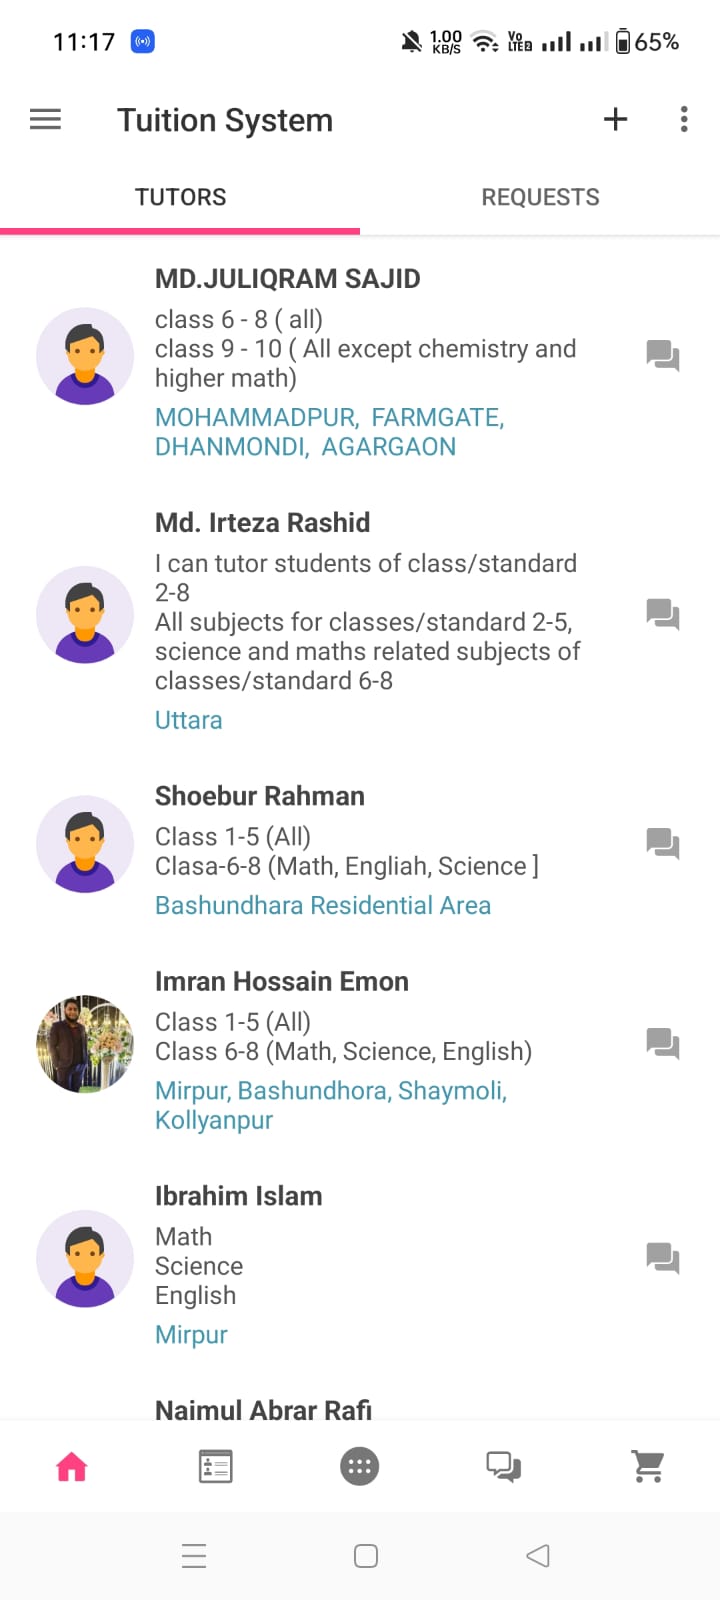 11:17 1.00 KB/S Vo LTE2 65%
Tuition System
TUTORS REQUESTS
MD.JULIQRAM SAJID
class 6 - 8 ( all)
class 9 - 10 ( All except chemistry and
higher math)
MOHAMMADPUR, FARMGATE,
DHANMONDI, AGARGAON
Md. Irteza Rashid
I can tutor students of class/standard
2-8
All subjects for classes/standard 2-5,
science and maths related subjects of
classes/standard 6-8
Uttara
Shoebur Rahman
Class 1-5 (All)
Clasa-6-8 (Math, Engliah, Science ]
Bashundhara Residential Area
Imran Hossain Emon
Class 1-5 (All)
Class 6-8 (Math, Science, English)
Mirpur, Bashundhora, Shaymoli,
Kollyanpur
Ibrahim Islam
Math
Science
English
Mirpur
Naimul Abrar Rafi